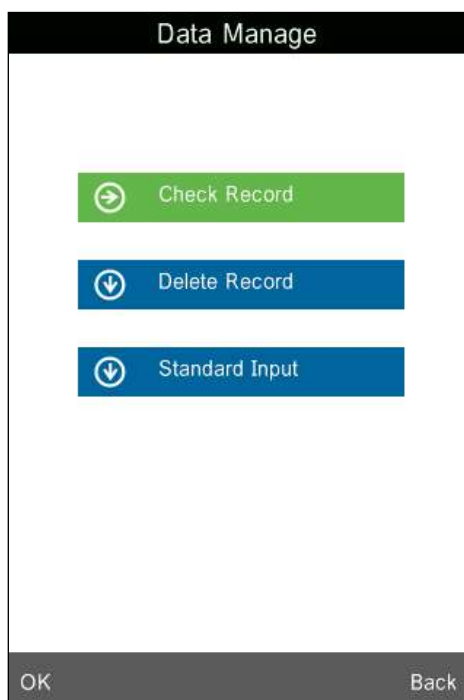 Data Manage
Check Record
Delete Record
Standard Input
OK Back